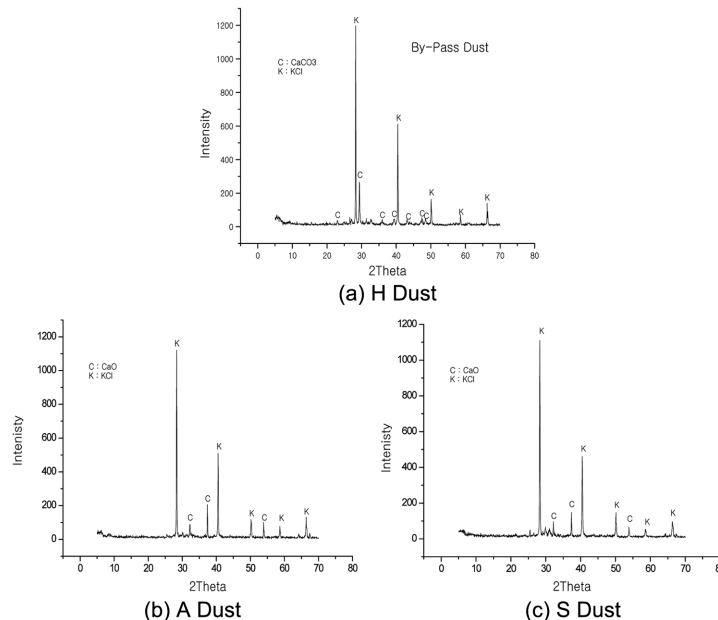 By-Pass Dust
C : CaCO3
K : KCl
1200
1000
800
600
400
200
0
Intensity
K
C
K
C
C
C
C
C
C
K
K
K
0 10 20 30 40 50 60 70 80
2Theta
(a) H Dust
C : CaO
K : KCl
1200
1000
800
600
400
200
0
Intenisty
K
C
C
K
K
C
K
K
0 10 20 30 40 50 60 70
2Theta
(b) A Dust
C : CaO
K : KCl
1200
1000
800
600
400
200
0
Intenisty
K
C
C
K
K
C
K
K
0 10 20 30 40 50 60 70 80
2Theta
(c) S Dust